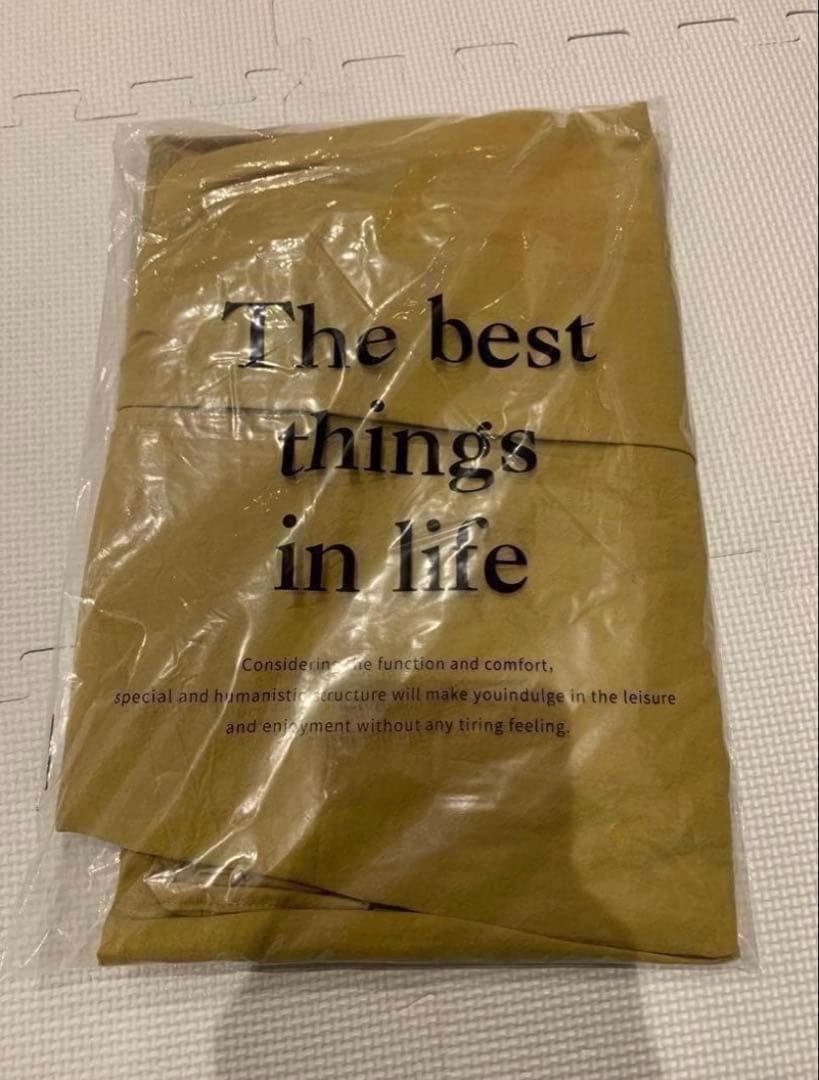 The best
things
in life
Considering the function and comfort,
special and humanistic structure will make youindulge in the leisure
and enjoyment without any tiring feeling.